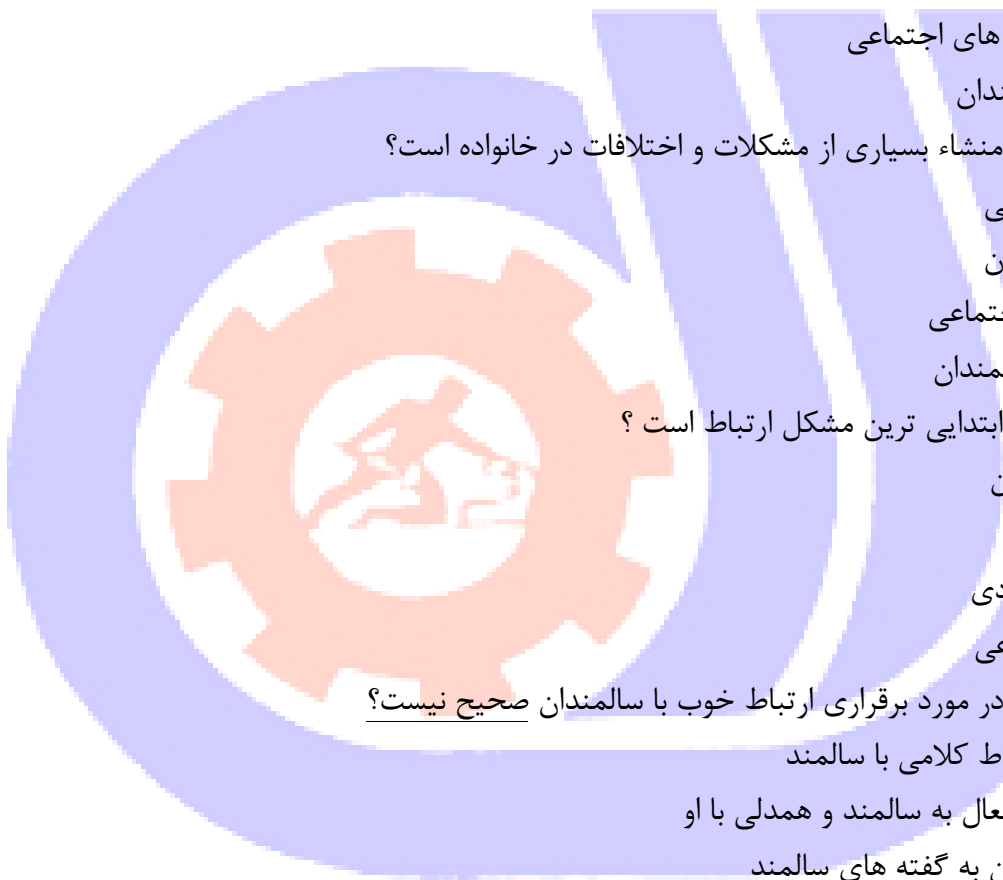 های اجتماعی
ندان
منشاء بسیاری از مشکلات و اختلافات در خانواده است؟
ی
ن
تماعی
مندان
ابتدایی ترین مشکل ارتباط است ؟
ن
دی
عی
در مورد برقراری ارتباط خوب با سالمندان صحیح نیست؟
ط کلامی با سالمند
عال به سالمند و همدلی با او
ن به گفته های سالمند